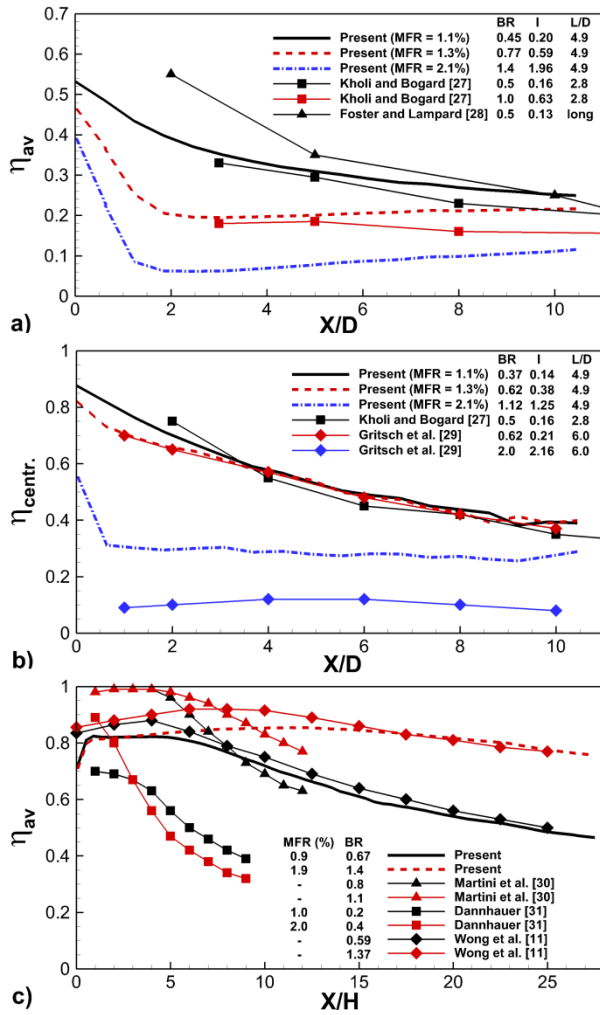 BR I L/D
Present (MFR = 1.1%) 0.45 0.20 4.9
Present (MFR = 1.3%) 0.77 0.59 4.9
Present (MFR = 2.1%) 1.4 1.96 4.9
Kholi and Bogard [27] 0.5 0.16 2.8
Kholi and Bogard [27] 1.0 0.63 2.8
Foster and Lampard [28] 0.5 0.13 long
0.7
0.6
0.5
0.4
0.3
0.2
0.1
0
ηav
0 2 4 6 8 10
X/D
a)
BR I L/D
Present (MFR = 1.1%) 0.37 0.14 4.9
Present (MFR = 1.3%) 0.62 0.38 4.9
Present (MFR = 2.1%) 1.12 1.25 4.9
Kholi and Bogard [27] 0.5 0.16 2.8
Gritsch et al. [29] 0.62 0.21 6.0
Gritsch et al. [29] 2.0 2.16 6.0
1
0.8
0.6
0.4
0.2
0
ηcentr.
0 2 4 6 8 10
X/D
b)
1
0.8
0.6
0.4
0.2
0
ηav
MFR (%) BR
0.9 0.67 Present
1.9 1.4 Present
- 0.8 Martini et al. [30]
- 1.1 Martini et al. [30]
1.0 0.2 Dannhauer [31]
2.0 0.4 Dannhauer [31]
- 0.59 Wong et al. [11]
- 1.37 Wong et al. [11]
0 5 10 15 20 25
X/H
c)